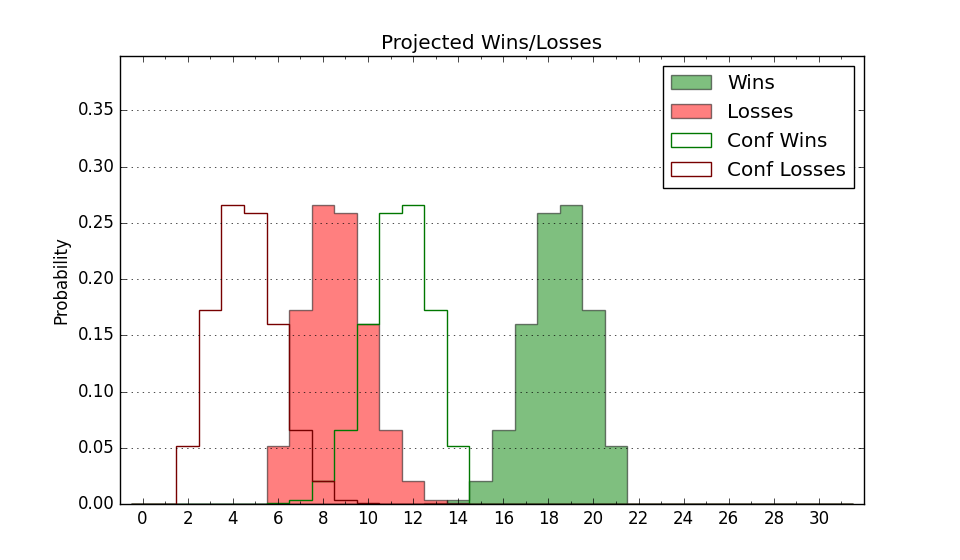 Projected Wins/Losses
Wins
Losses
Conf Wins
Conf Losses
Probability
0.35
0.30
0.25
0.20
0.15
0.10
0.05
0.00
0 2 4 6 8 10 12 14 16 18 20 22 24 26 28 30